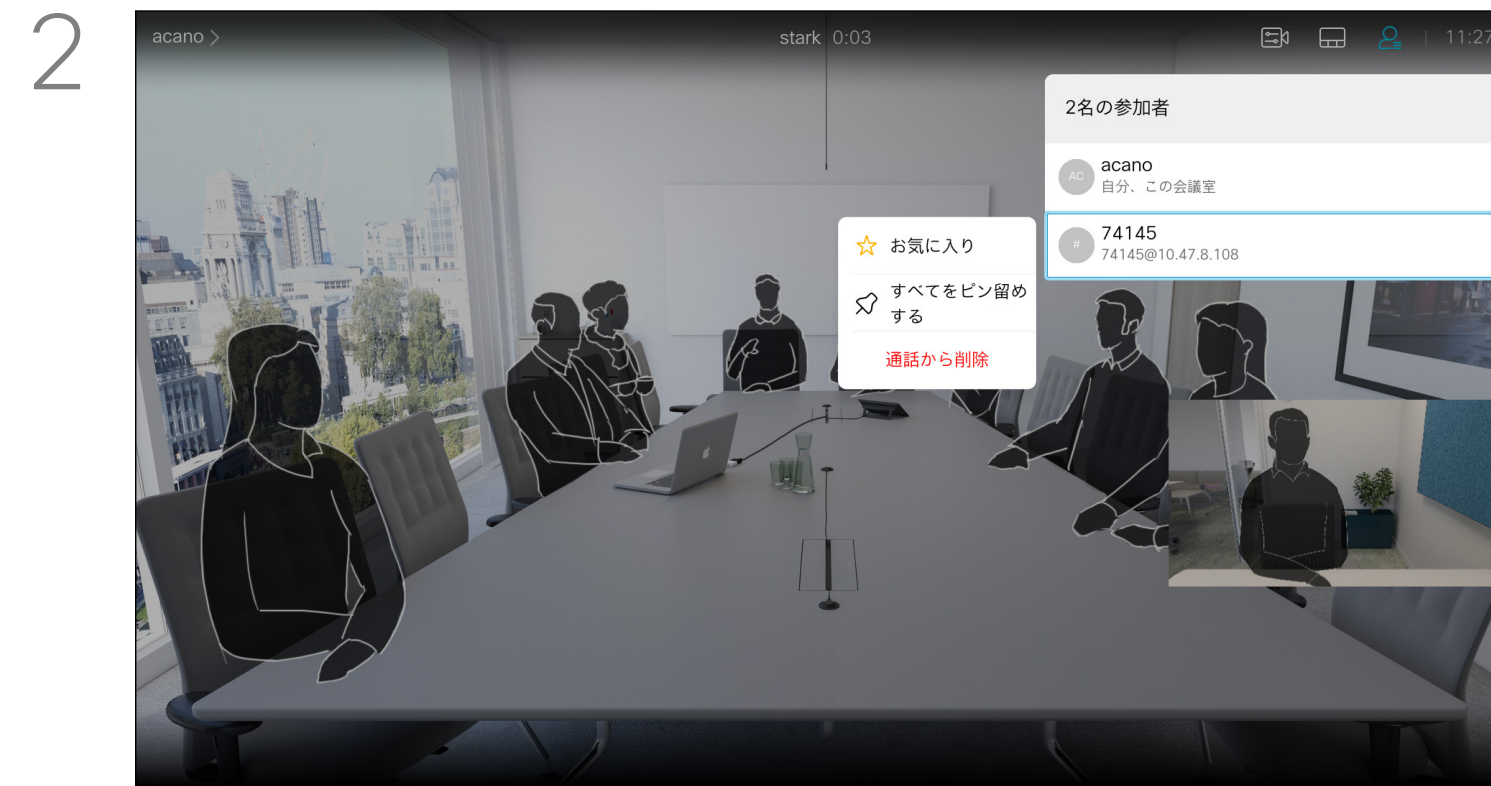 2
acano >
stark 0:03
11:27
2名の参加者
AC
acano
自分、この会議室
#
74145
74145@10.47.8.108
お気に入り
すべてをピン留め
する
通話から削除